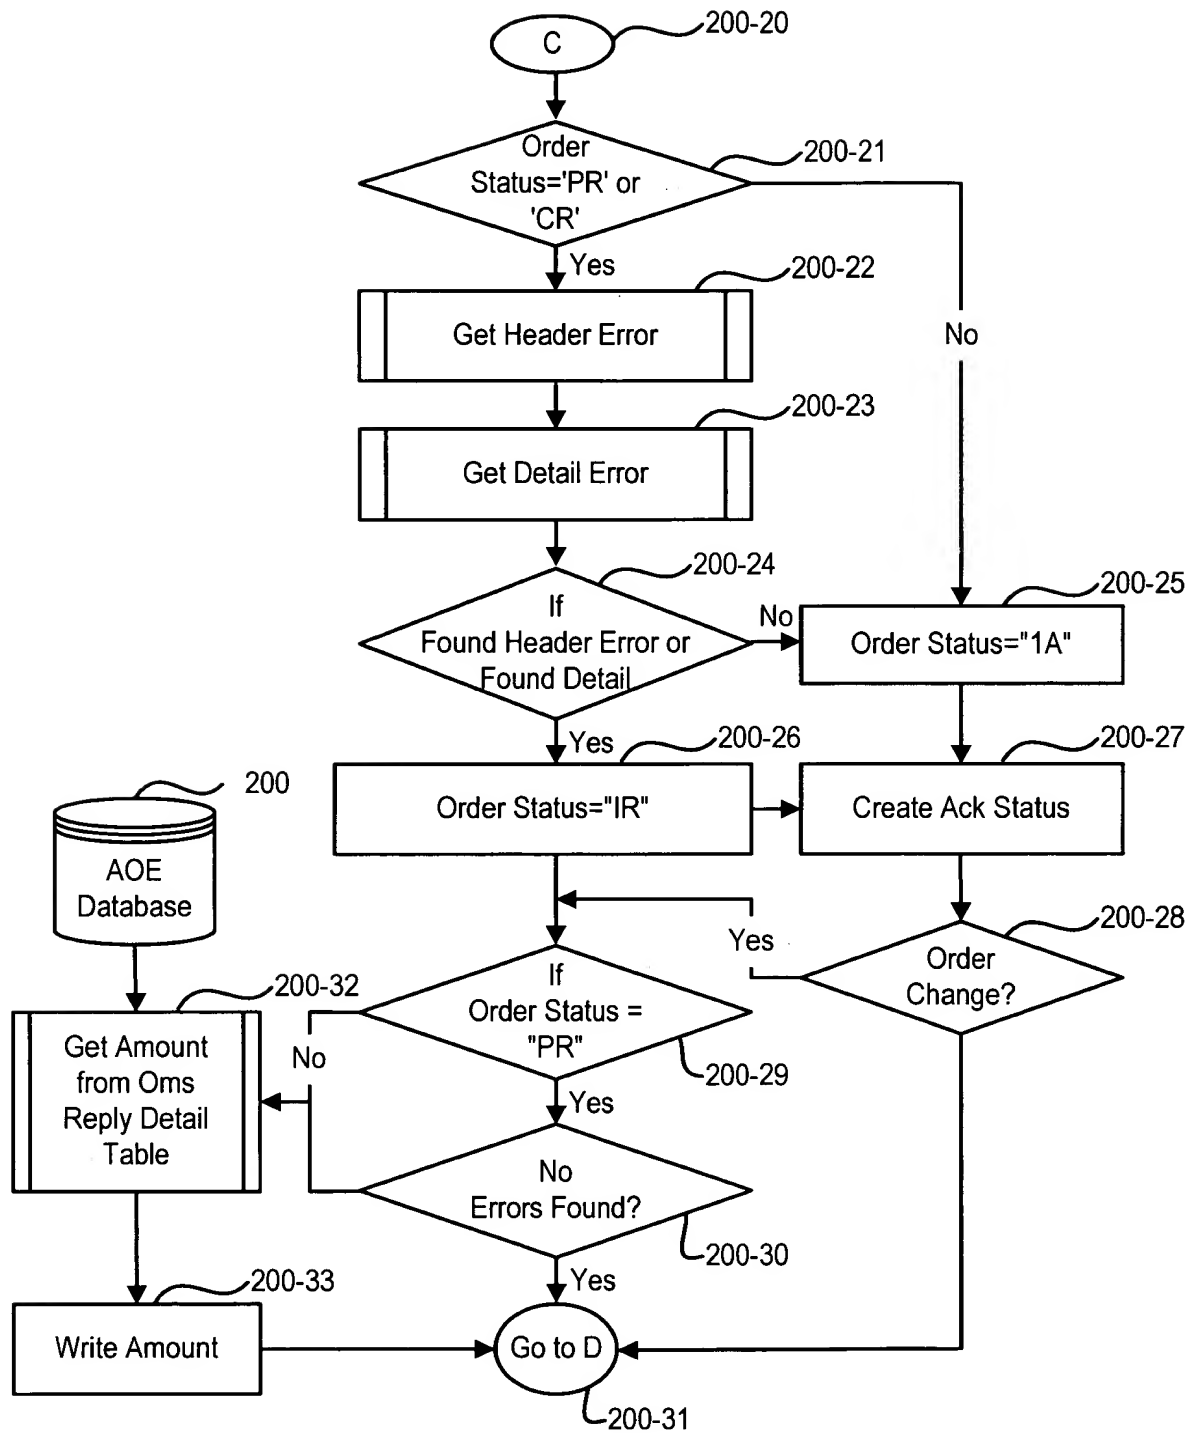 C
200-20
Order
Status='PR' or
'CR'
200-21
Yes
200-22
Get Header Error
No
200-23
Get Detail Error
200-24
If
Found Header Error or
Found Detail
No
200-25
Order Status="1A"
Yes
200-26
Order Status="IR"
200-27
Create Ack Status
200
AOE
Database
Yes
200-28
Order
Change?
200-32
If
Order Status =
"PR"
200-29
No
Get Amount
from Oms
Reply Detail
Table
Yes
No
Errors Found?
200-30
Yes
200-33
Write Amount
Go to D
200-31